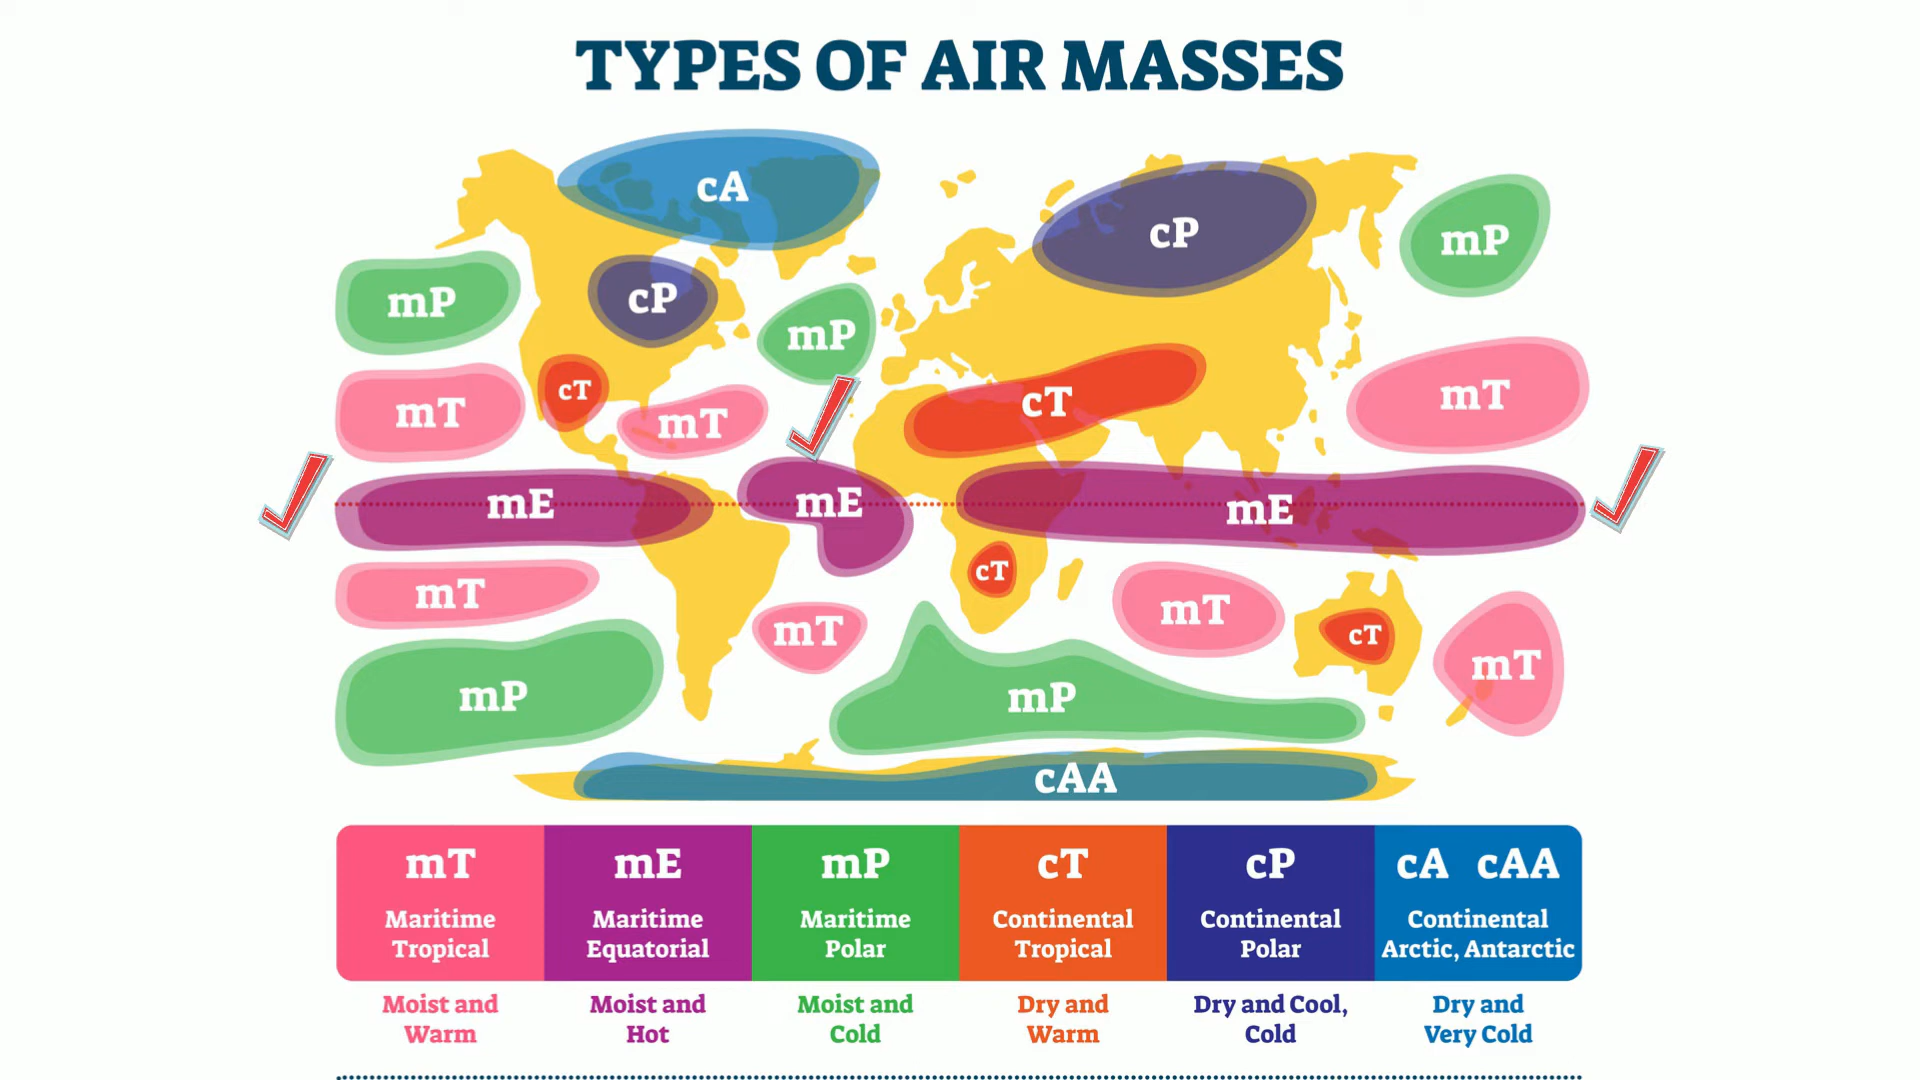 TYPES OF AIR MASSES
cA
cP
mP
mP
cP
mP
cT
mT
cT
mT
mT
mE
mE
mE
cT
mT
mT
mT
cT
mT
mP
mP
cAA
mT mE mP cT cP cA cAA
Maritime Maritime Maritime Continental Continental Continental
Tropical Equatorial Polar Tropical Polar Arctic, Antarctic
Moist and Moist and Moist and Dry and Dry and Cool, Dry and
Warm Hot Cold Warm Cold Very Cold